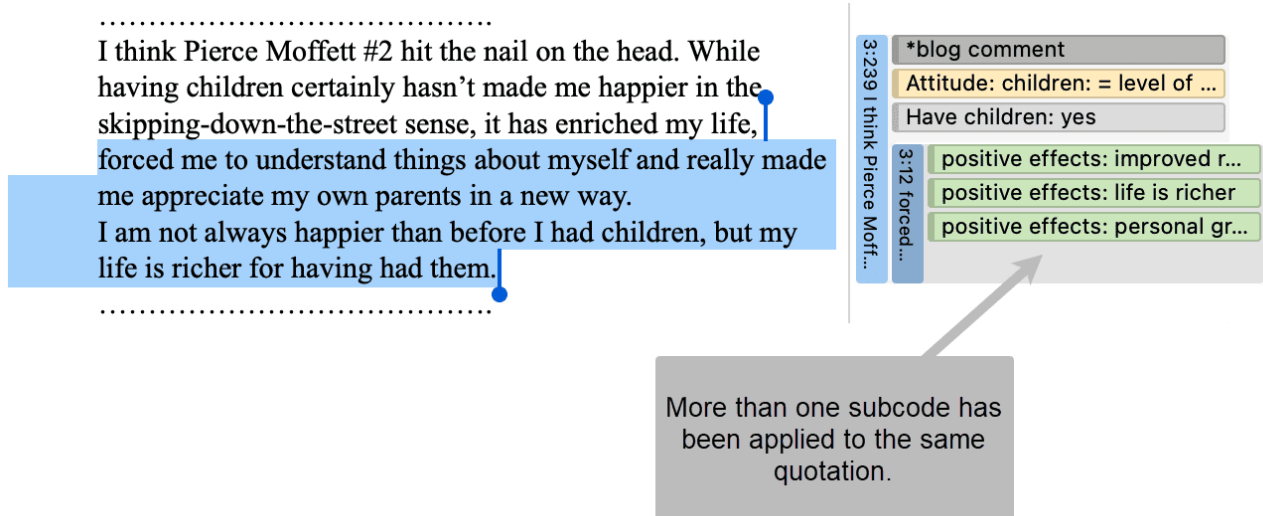 ........................................
I think Pierce Moffett #2 hit the nail on the head. While
having children certainly hasn’t made me happier in the
skipping-down-the-street sense, it has enriched my life,
forced me to understand things about myself and really made
me appreciate my own parents in a new way.
I am not always happier than before I had children, but my
life is richer for having had them.
........................................
3:239 I think Pierce Moff...
*blog comment
Attitude: children: = level of ...
Have children: yes
3:12 forced...
positive effects: improved r...
positive effects: life is richer
positive effects: personal gr...
More than one subcode has
been applied to the same
quotation.